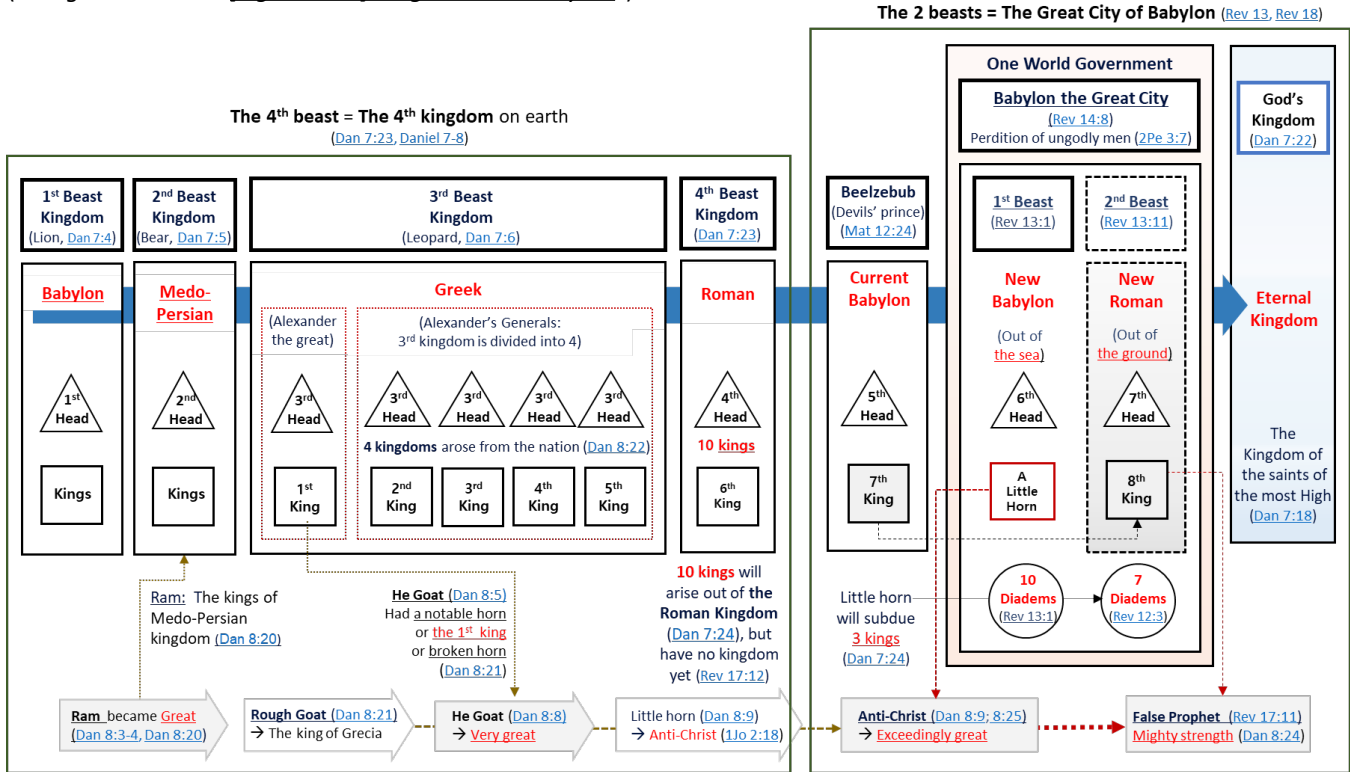 The 2 beasts = The Great City of Babylon (Rev 13, Rev 18)
The 4th beast = The 4th kingdom on earth
(Dan 7:23, Daniel 7-8)
1st Beast
Kingdom
(Lion, Dan 7:4)
2nd Beast
Kingdom
(Bear, Dan 7:5)
3rd Beast
Kingdom
(Leopard, Dan 7:6)
4th Beast
Kingdom
(Dan 7:23)
Babylon
Medo-
Persian
Greek
Roman
(Alexander
the great)
(Alexander's Generals:
3rd kingdom is divided into 4)
1st
Head
2nd
Head
3rd
Head
3rd
Head
3rd
Head
3rd
Head
3rd
Head
4th
Head
4 kingdoms arose from the nation (Dan 8:22)
10 kings
Kings
Kings
1st
King
2nd
King
3rd
King
4th
King
5th
King
6th
King
Ram: The kings of
Medo-Persian
kingdom (Dan 8:20)
He Goat (Dan 8:5)
Had a notable horn
or the 1st king
or broken horn
(Dan 8:21)
10 kings will
arise out of the
Roman Kingdom
(Dan 7:24), but
have no kingdom
yet (Rev 17:12)
One World Government
Babylon the Great City
(Rev 14:8)
Perdition of ungodly men (2Pe 3:7)
God's
Kingdom
(Dan 7:22)
Beelzebub
(Devils' prince)
(Mat 12:24)
1st Beast
(Rev 13:1)
2nd Beast
(Rev 13:11)
Current
Babylon
New
Babylon
(Out of
the sea)
New
Roman
(Out of
the ground)
Eternal
Kingdom
5th
Head
6th
Head
7th
Head
7th
King
A
Little
Horn
8th
King
The
Kingdom of
the saints of
the most High
(Dan 7:18)
Little horn
will subdue
3 kings
(Dan 7:24)
10
Diadems
(Rev 13:1)
7
Diadems
(Rev 12:3)
Ram became Great
(Dan 8:3-4, Dan 8:20)
Rough Goat (Dan 8:21)
→ The king of Grecia
He Goat (Dan 8:8)
→ Very great
Little horn (Dan 8:9)
→ Anti-Christ (1Jo 2:18)
Anti-Christ (Dan 8:9; 8:25)
→ Exceedingly great
False Prophet (Rev 17:11)
Mighty strength (Dan 8:24)